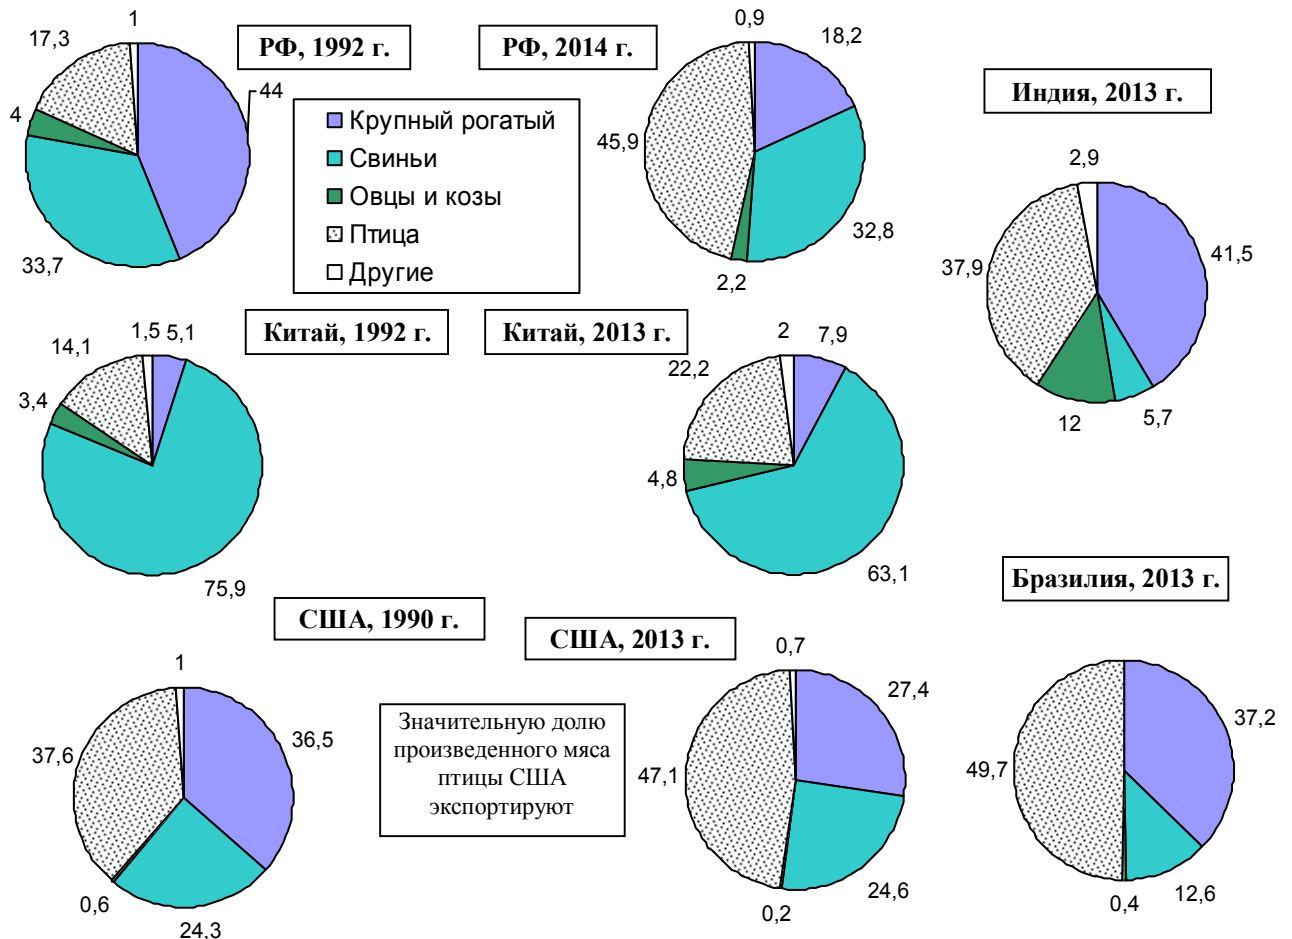 РФ, 1992 г.
1
17,3
44
4
33,7
Крупный рогатый
Свиньи
Овцы и козы
Птица
Другие
РФ, 2014 г.
0,9
18,2
45,9
32,8
2,2
Индия, 2013 г.
2,9
41,5
37,9
12
5,7
Китай, 1992 г.
1,5
5,1
14,1
3,4
75,9
Китай, 2013 г.
2
7,9
22,2
4,8
63,1
США, 1990 г.
1
36,5
37,6
0,6
24,3
Значительную долю
произведенного мяса
птицы США
экспортируют
США, 2013 г.
0,7
27,4
47,1
0,2
24,6
Бразилия, 2013 г.
37,2
49,7
0,4
12,6